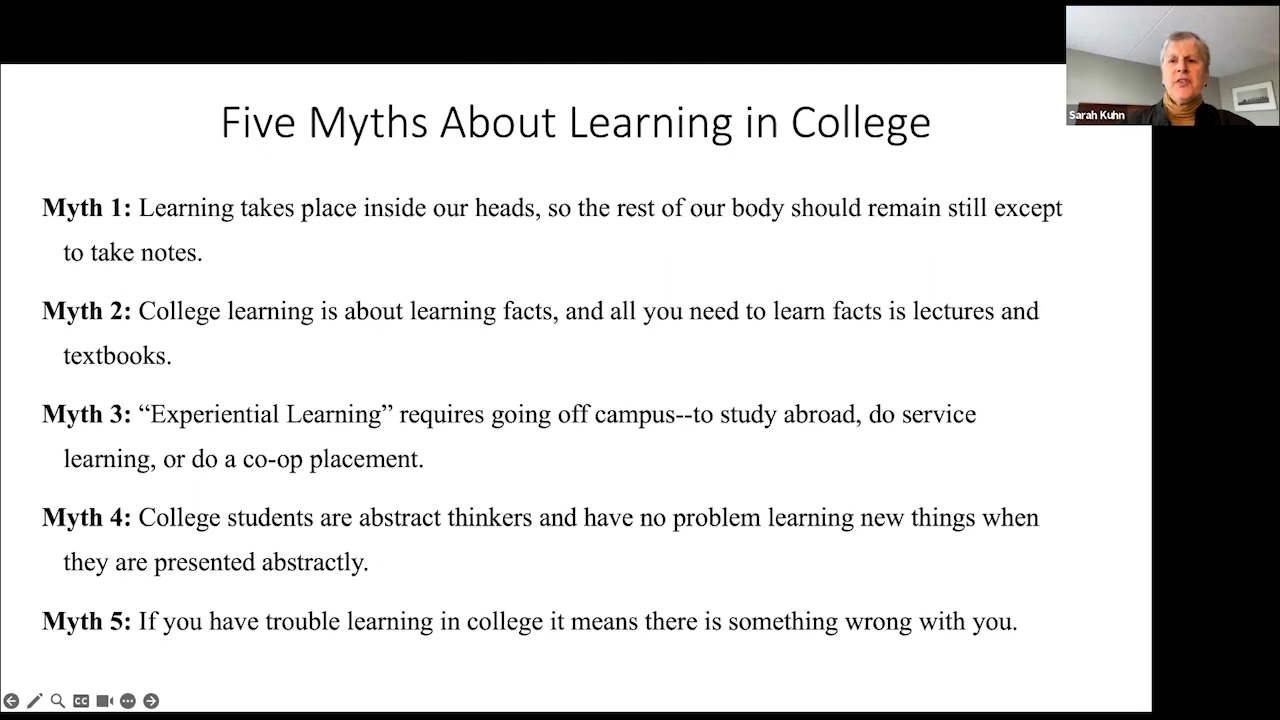 Five Myths About Learning in College
Sarah Kuhn
Myth 1: Learning takes place inside our heads, so the rest of our body should remain still except
to take notes.
Myth 2: College learning is about learning facts, and all you need to learn facts is lectures and
textbooks.
Myth 3: “Experiential Learning” requires going off campus--to study abroad, do service
learning, or do a co-op placement.
Myth 4: College students are abstract thinkers and have no problem learning new things when
they are presented abstractly.
Myth 5: If you have trouble learning in college it means there is something wrong with you.
CC